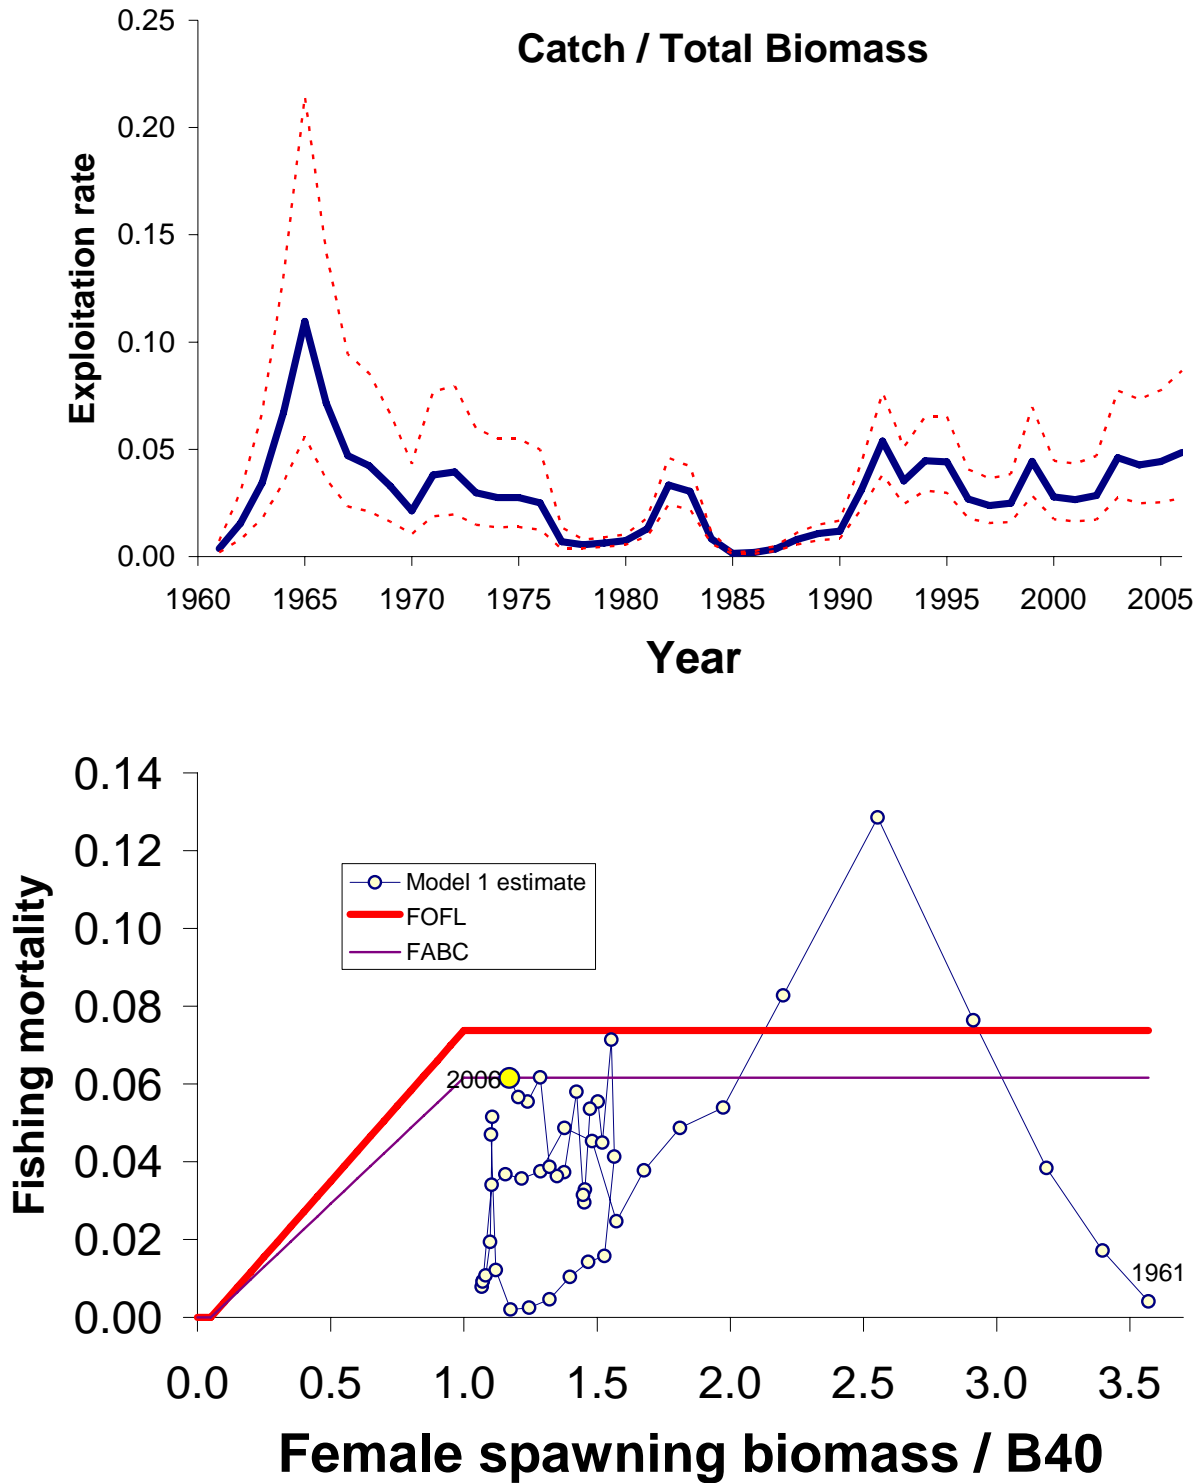 Catch / Total Biomass
Exploitation rate
0.25
0.20
0.15
0.10
0.05
0.00
1960 1965 1970 1975 1980 1985 1990 1995 2000 2005
Year
Fishing mortality
0.14
0.12
0.10
0.08
0.06
0.04
0.02
0.00
Model 1 estimate
FOFL
FABC
2006
1961
0.0 0.5 1.0 1.5 2.0 2.5 3.0 3.5
Female spawning biomass / B40